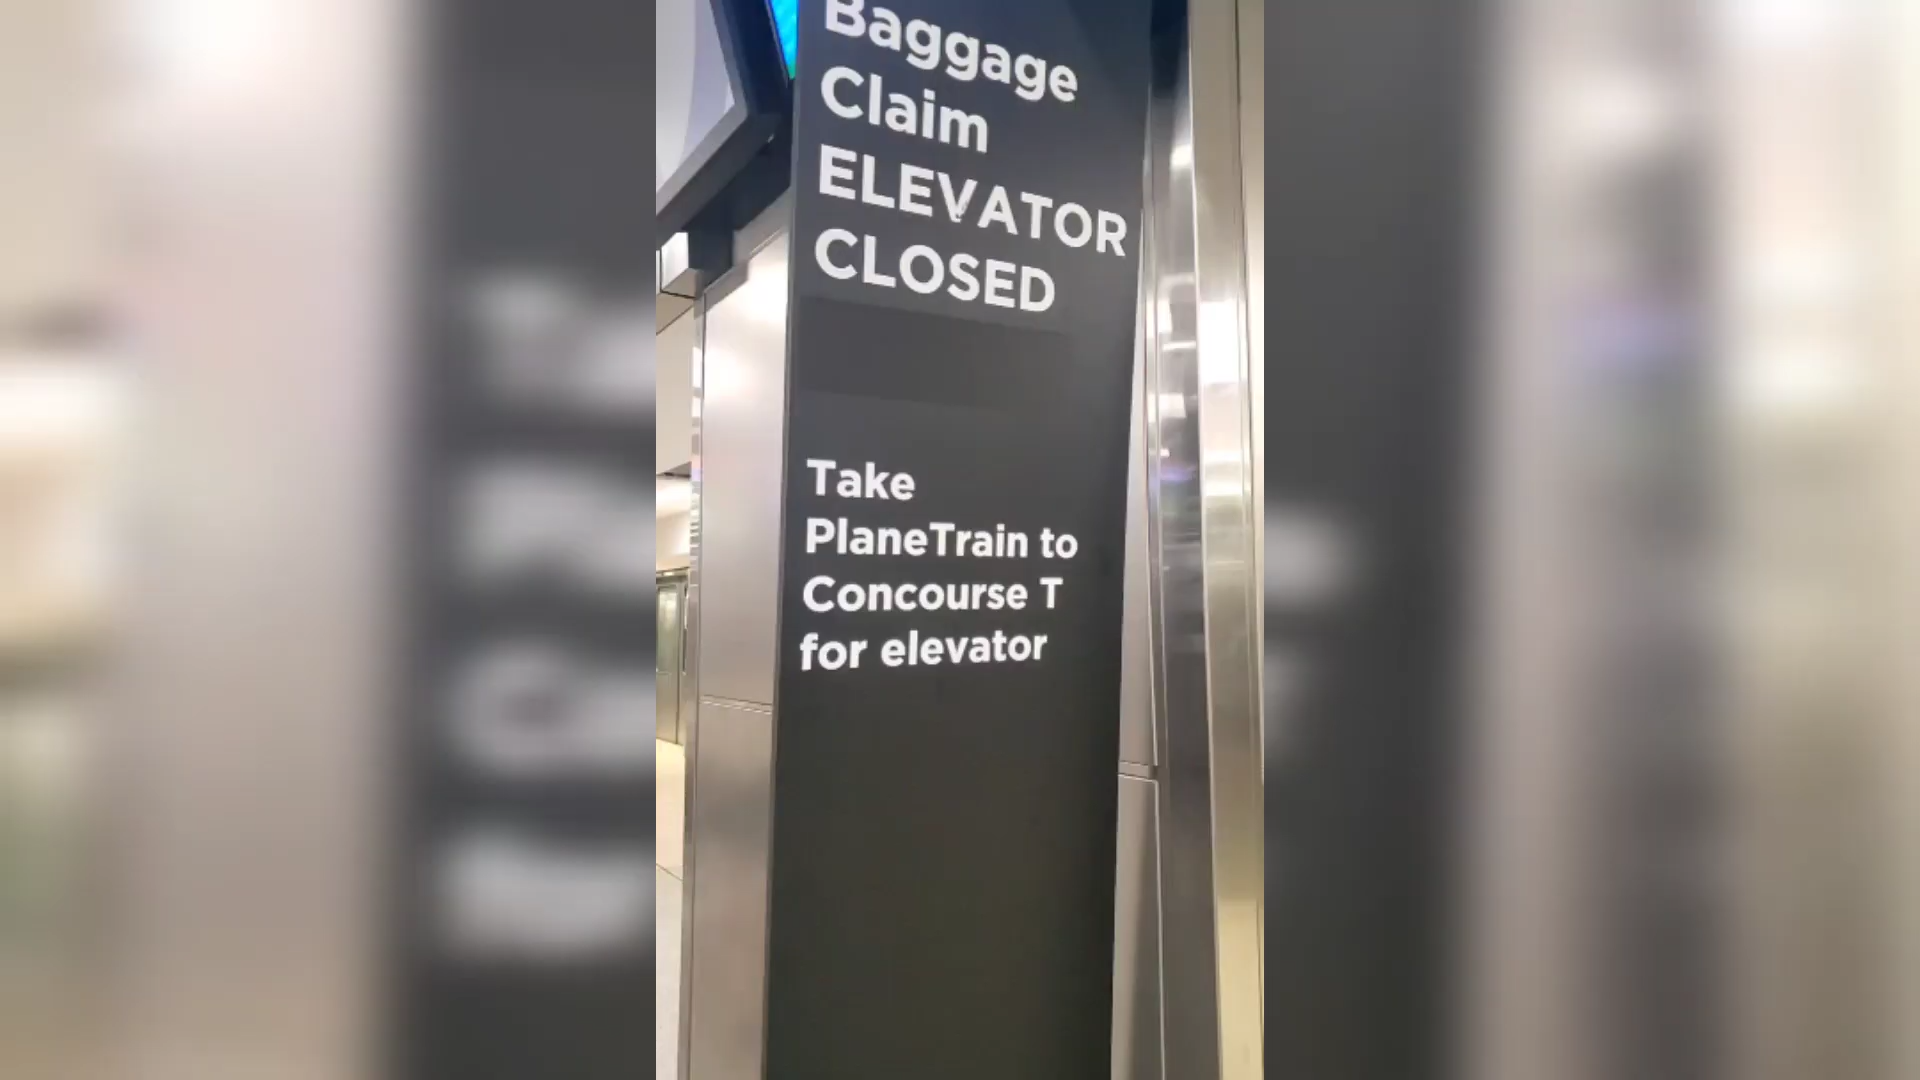 Baggage
Claim
ELEVATOR
CLOSED
Take
PlaneTrain to
Concourse T
for elevator